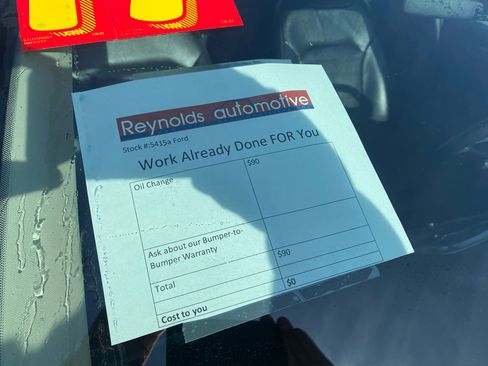 Reynolds automotive
Stock #:5415a Ford
Work Already Done FOR You
Oil Change $90
Ask about our Bumper-to-
Bumper Warranty
Total $90
Cost to you $0